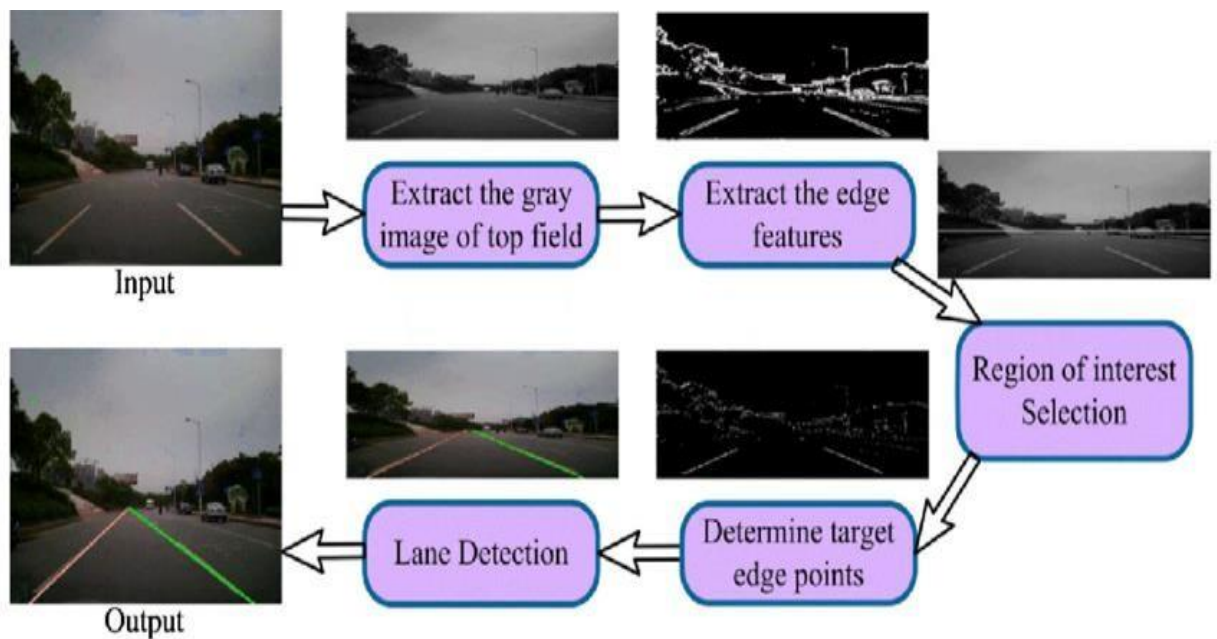 Input
Extract the gray
image of top field
Extract the edge
features
Region of interest
Selection
Determine target
edge points
Lane Detection
Output